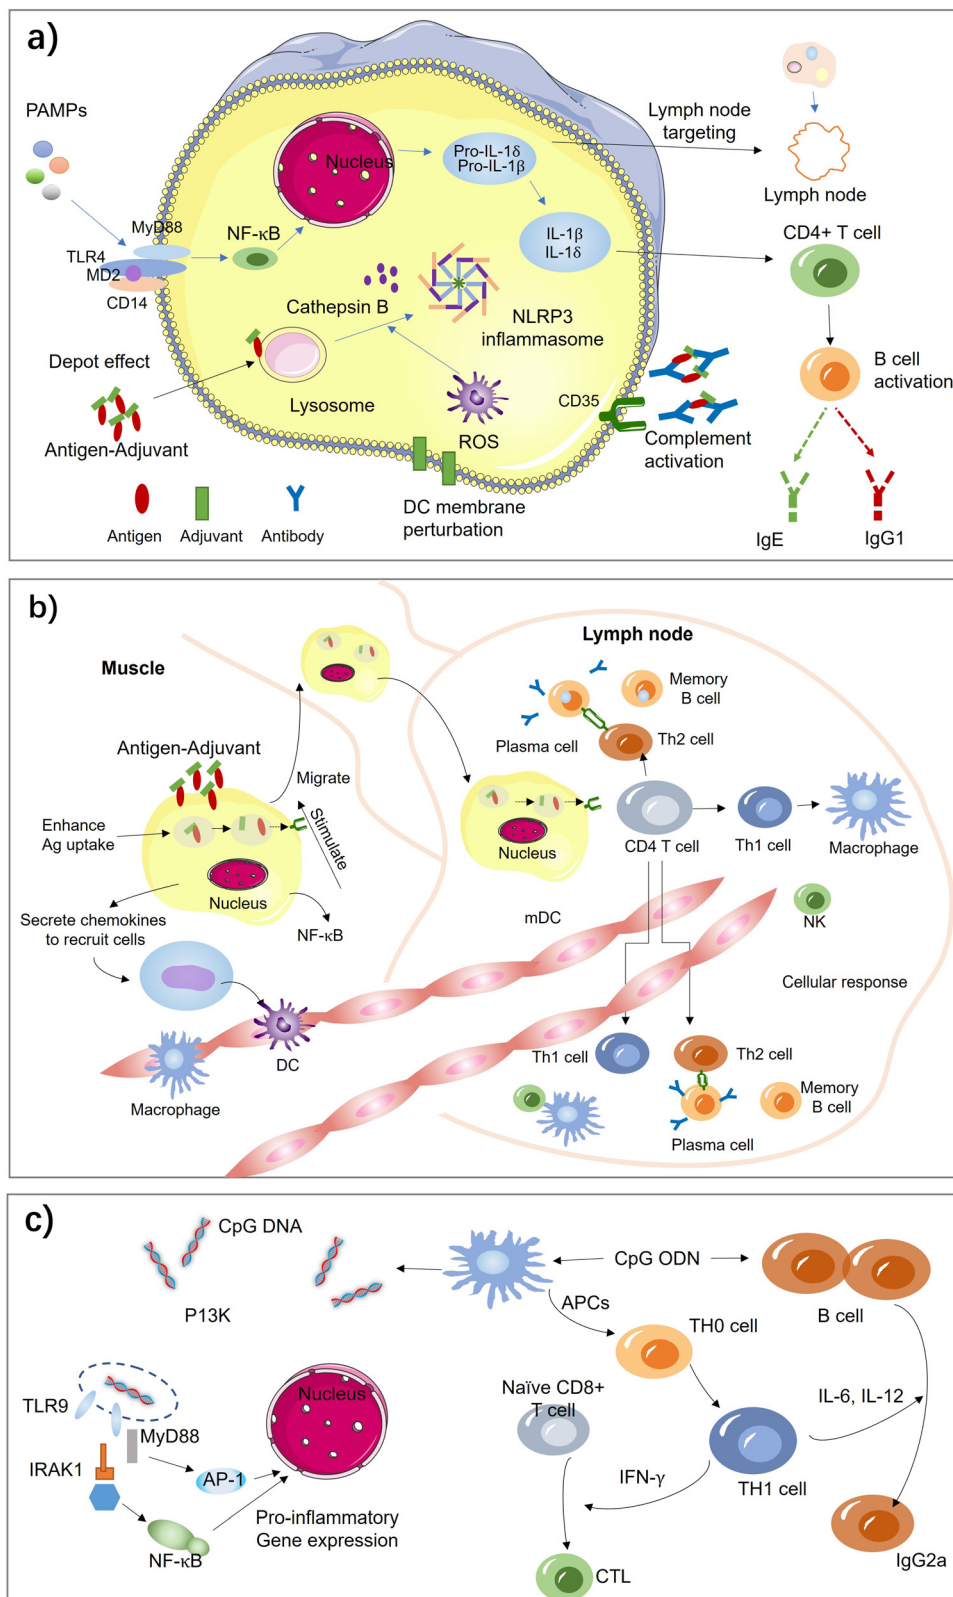 a)
PAMPs
MyD88
TLR4
MD2
CD14
NF-κB
Nucleus
Pro-IL-1δ
Pro-IL-1β
IL-1β
IL-1δ
Lymph node
targeting
Lymph node
CD4+ T cell
B cell
activation
IgE
IgG1
Cathepsin B
NLRP3
inflammasome
Lysosome
ROS
CD35
Complement
activation
Depot effect
Antigen-Adjuvant
DC membrane
perturbation
Antigen
Adjuvant
Antibody
b)
Muscle
Lymph node
Antigen-Adjuvant
Migrate
Stimulate
Enhance
Ag uptake
Nucleus
NF-κB
Secrete chemokines
to recruit cells
Macrophage
DC
Nucleus
mDC
Plasma cell
Memory
B cell
Th2 cell
CD4 T cell
Th1 cell
Macrophage
NK
Cellular response
Th1 cell
Th2 cell
Plasma cell
Memory
B cell
c)
CpG DNA
P13K
TLR9
MyD88
IRAK1
AP-1
NF-κB
Nucleus
Pro-inflammatory
Gene expression
CpG ODN
APCs
B cell
TH0 cell
Naïve CD8+
T cell
IL-6, IL-12
IFN-γ
TH1 cell
CTL
IgG2a